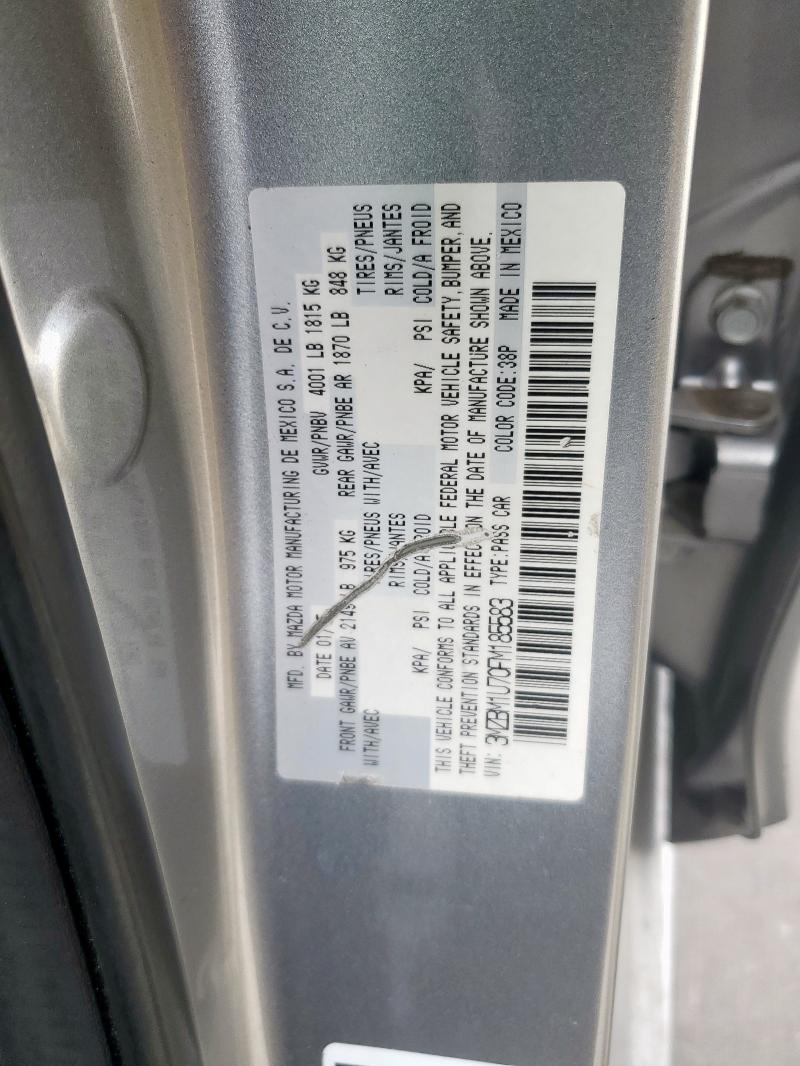 MFD. BY MAZDA MOTOR MANUFACTURING DE MEXICO S.A. DE C.V.
DATE 01/ GVWR/PNBV 4001 LB 1815 KG
FRONT GAWR/PNBE AV 2149 LB 975 KG REAR GAWR/PNBE AR 1870 LB 848 KG
WITH/AVEC TIRES/PNEUS WITH/AVEC TIRES/PNEUS
RIMS/JANTES RIMS/JANTES
KPA/ PSI COLD/A FROID KPA/ PSI COLD/A FROID
THIS VEHICLE CONFORMS TO ALL APPLICABLE FEDERAL MOTOR VEHICLE SAFETY, BUMPER, AND
THEFT PREVENTION STANDARDS IN EFFECT ON THE DATE OF MANUFACTURE SHOWN ABOVE.
VIN: 3MZBM1U70FM185583 TYPE:PASS CAR COLOR CODE:38P MADE IN MEXICO